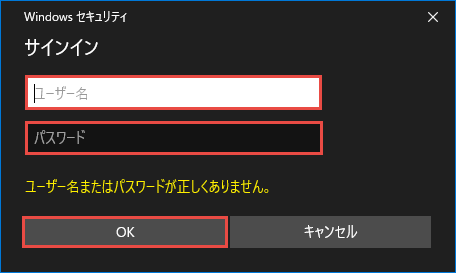 Windows セキュリティ
サインイン
ユーザー名
パスワード
ユーザー名またはパスワードが正しくありません。
OK
キャンセル